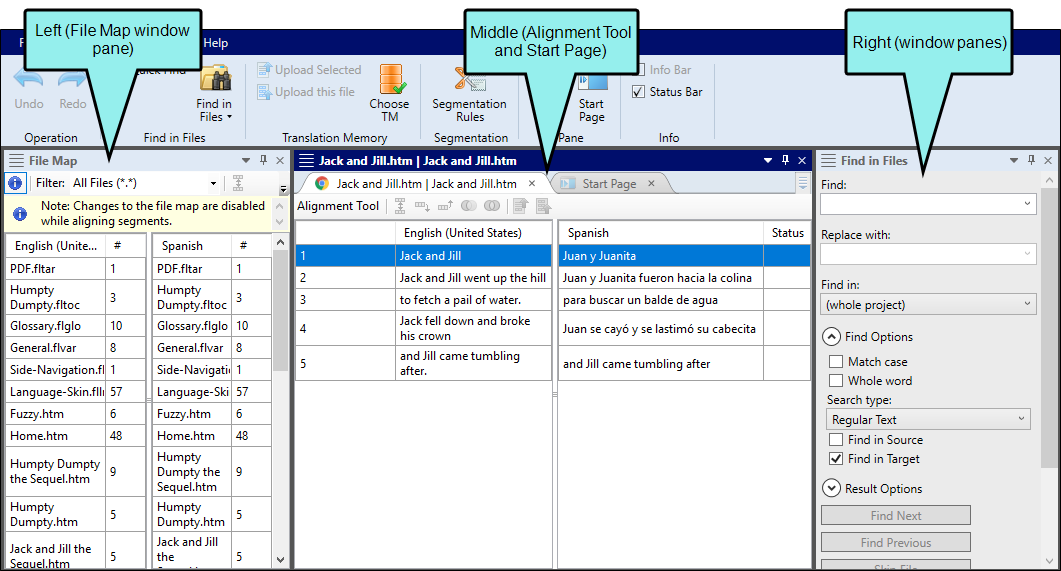 Left (File Map window
pane)
Middle (Alignment Tool
and Start Page)
Right (window panes)
Help
Undo
Redo
Quick Find
Find in
Files
Upload Selected
Upload this file
Choose
TM
Segmentation
Rules
Start
Page
Info Bar
Status Bar
Operation
Find in Files
Translation Memory
Segmentation
Pane
Info
File Map
Filter: All Files (*.*)
Note: Changes to the file map are disabled
while aligning segments.
English (Unite... # Spanish #
PDF.fltar 1 PDF.fltar 1
Humpty
Dumpty.fltoc 3 Humpty
Dumpty.fltoc 3
Glossary.flglo 10 Glossary.flglo 10
General.flvar 8 General.flvar 8
Side-Navigation.fl 1 Side-Navigati 1
Language-Skin.fll 57 Language-Ski 57
Fuzzy.htm 6 Fuzzy.htm 6
Home.htm 48 Home.htm 48
Humpty Dumpty
the Sequel.htm 9
Humpty
Dumpty the
Sequel.htm 9
Humpty
Dumpty.htm 5
Humpty
Dumpty.htm 5
Jack and Jill the
Sequel.htm 5
Jack and Jill
the 5
Jack and Jill.htm | Jack and Jill.htm
Jack and Jill.htm | Jack and Jill.htm
Start Page
Alignment Tool
English (United States) Spanish Status
1 Jack and Jill Juan y Juanita
2 Jack and Jill went up the hill Juan y Juanita fueron hacia la colina
3 to fetch a pail of water. para buscar un balde de agua
4 Jack fell down and broke
his crown Juan se cayó y se lastimó su cabecita
5 and Jill came tumbling
after. and Jill came tumbling after
Find in Files
Find:
Replace with:
Find in:
(whole project)
Find Options
Match case
Whole word
Search type:
Regular Text
Find in Source
Find in Target
Result Options
Find Next
Find Previous
Skip File